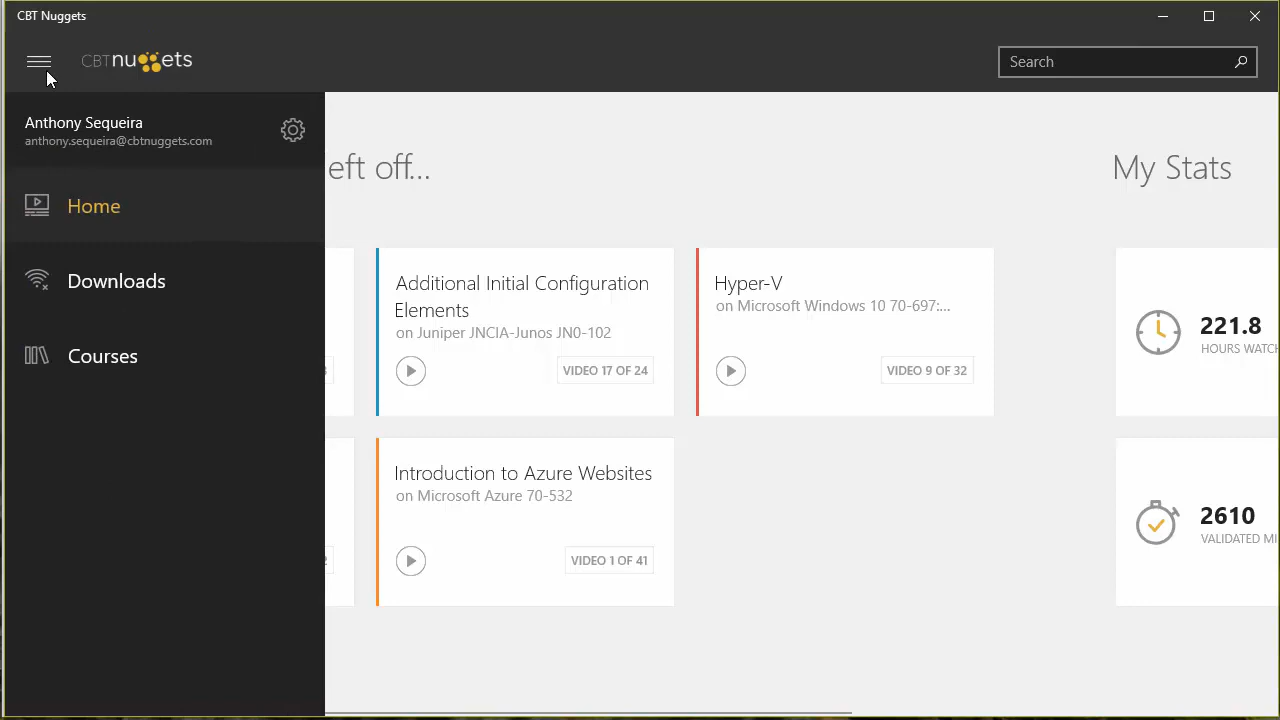 CBT Nuggets
CBTnuggets
Search
Anthony Sequeira
anthony.sequeira@cbtnuggets.com
Home
Downloads
Courses
eft off...
My Stats
Additional Initial Configuration
Elements
on Juniper JNCIA-Junos JN0-102
VIDEO 17 OF 24
Hyper-V
on Microsoft Windows 10 70-697:...
VIDEO 9 OF 32
221.8
HOURS WATCH
Introduction to Azure Websites
on Microsoft Azure 70-532
VIDEO 1 OF 41
2610
VALIDATED MI